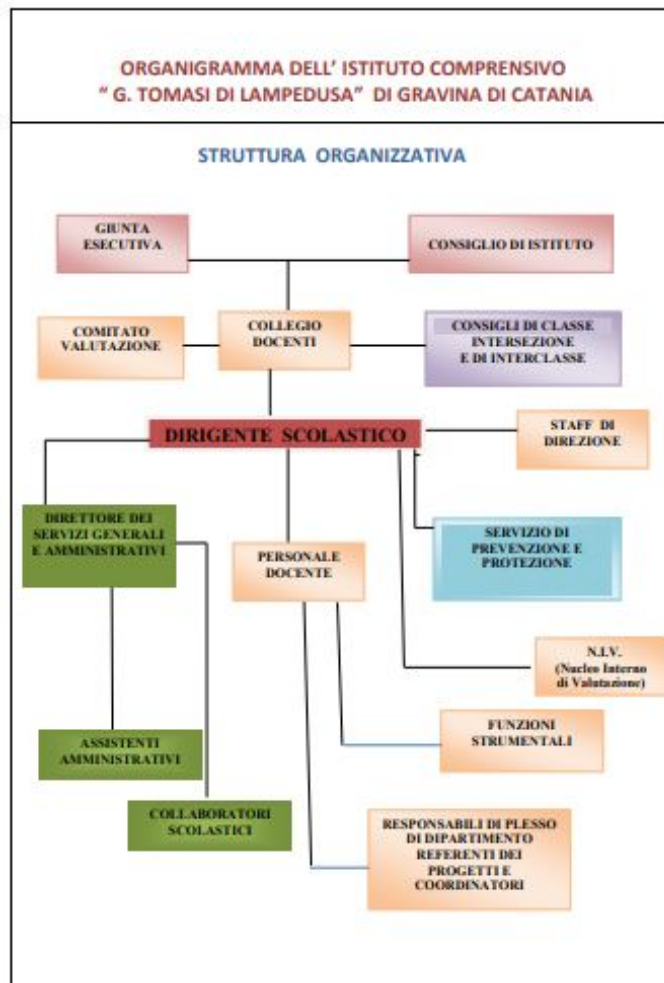 ORGANIGRAMMA DELL' ISTITUTO COMPRENSIVO
" G. TOMASI DI LAMPEDUSA" DI GRAVINA DI CATANIA
STRUTTURA ORGANIZZATIVA
GIUNTA
ESECUTIVA
CONSIGLIO DI ISTITUTO
COMITATO
VALUTAZIONE
COLLEGIO
DOCENTI
CONSIGLI DI CLASSE
INTERSEZIONE
E DI INTERCLASSE
DIRIGENTE SCOLASTICO
STAFF DI
DIREZIONE
DIRETTORE DEI
SERVIZI GENERALI
E AMMINISTRATIVI
PERSONALE
DOCENTE
SERVIZIO DI
PREVENZIONE E
PROTEZIONE
N.I.V.
(Nucleo Interno
di Valutazione)
FUNZIONI
STRUMENTALI
ASSISTENTI
AMMINISTRATIVI
COLLABORATORI
SCOLASTICI
RESPONSABILI DI PLESSO
DI DIPARTIMENTO
REFERENTI DEI
PROGETTI E
COORDINATORI